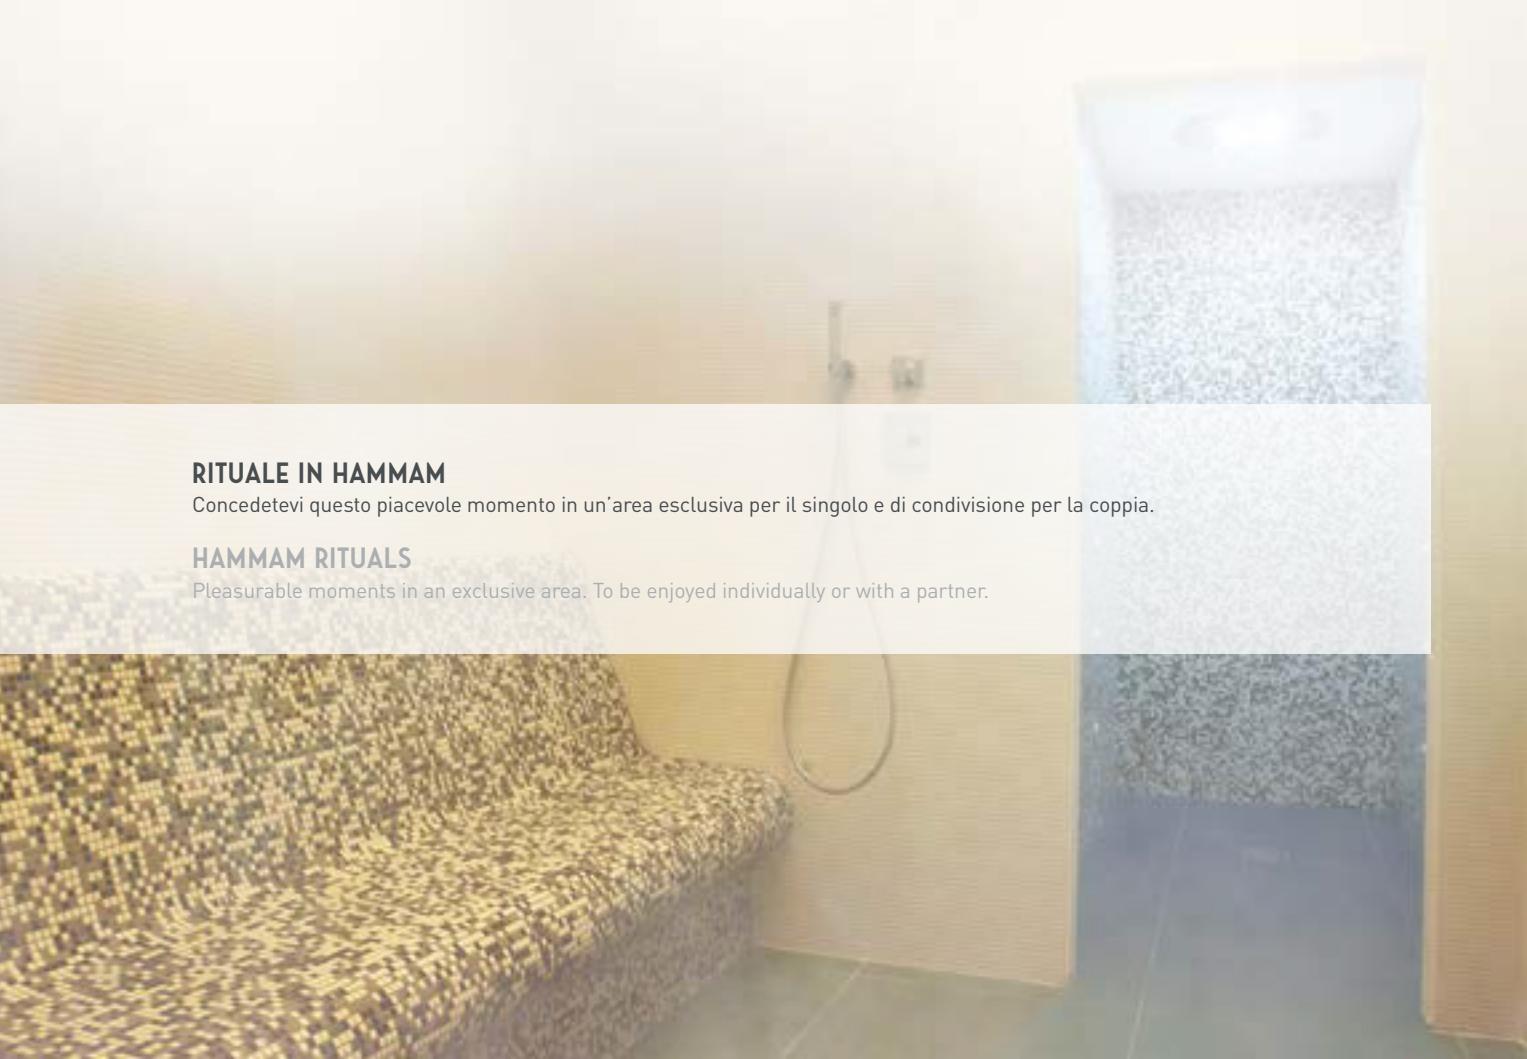 RITUALE IN HAMMAM
Concedetevi questo piacevole momento in un’area esclusiva per il singolo e di condivisione per la coppia.
HAMMAM RITUALS
Pleasurable moments in an exclusive area. To be enjoyed individually or with a partner.